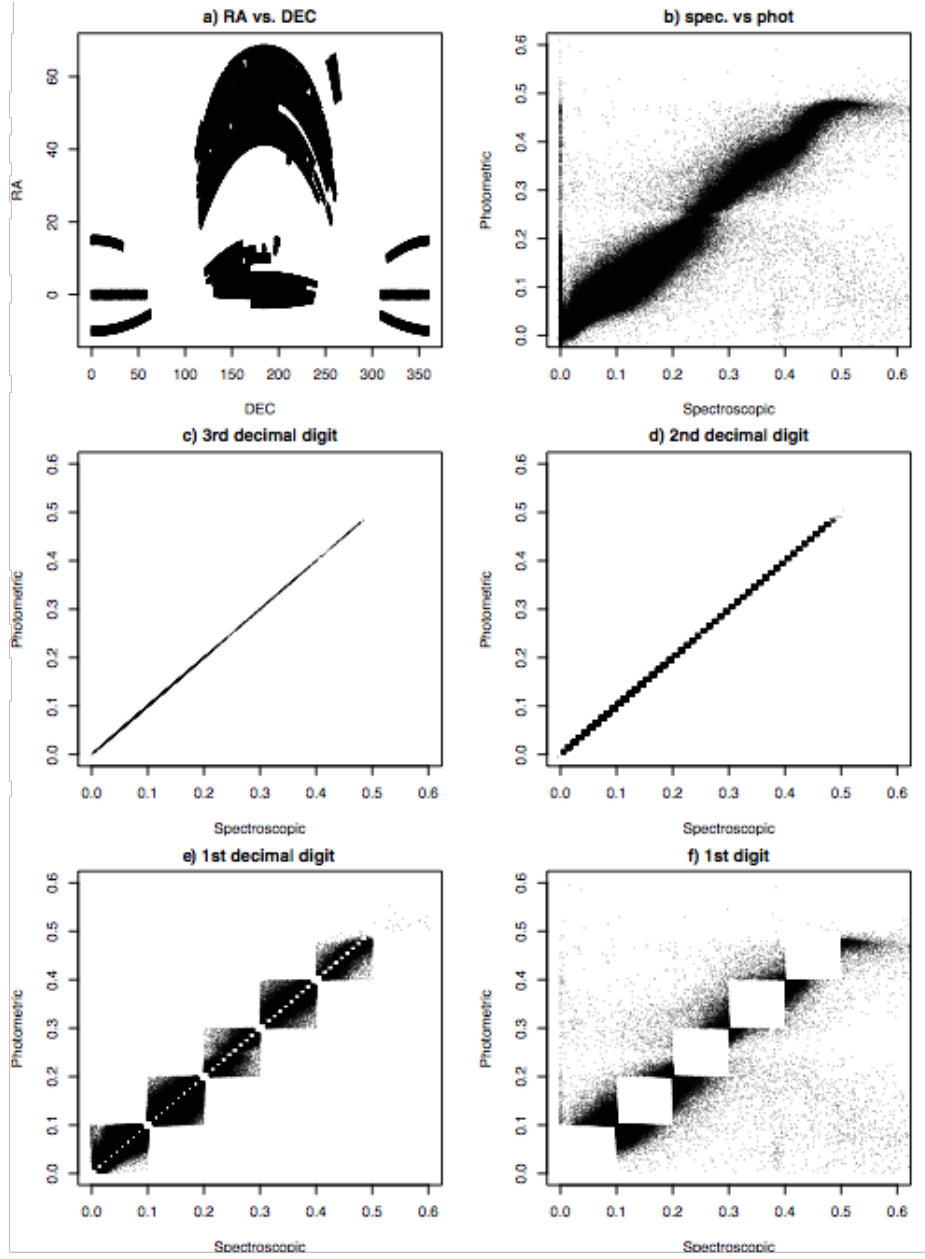 a) RA vs. DEC
60
40
20
0
RA
0 50 100 150 200 250 300 350
DEC
b) spec. vs phot
0.6
0.5
0.4
0.3
0.2
0.1
0.0
Photometric
0.0 0.1 0.2 0.3 0.4 0.5 0.6
Spectroscopic
c) 3rd decimal digit
0.6
0.5
0.4
0.3
0.2
0.1
0.0
Photometric
0.0 0.1 0.2 0.3 0.4 0.5 0.6
Spectroscopic
d) 2nd decimal digit
0.6
0.5
0.4
0.3
0.2
0.1
0.0
Photometric
0.0 0.1 0.2 0.3 0.4 0.5 0.6
Spectroscopic
e) 1st decimal digit
0.6
0.5
0.4
0.3
0.2
0.1
0.0
Photometric
0.0 0.1 0.2 0.3 0.4 0.5 0.6
Spectroscopic
f) 1st digit
0.6
0.5
0.4
0.3
0.2
0.1
0.0
Photometric
0.0 0.1 0.2 0.3 0.4 0.5 0.6
Spectroscopic